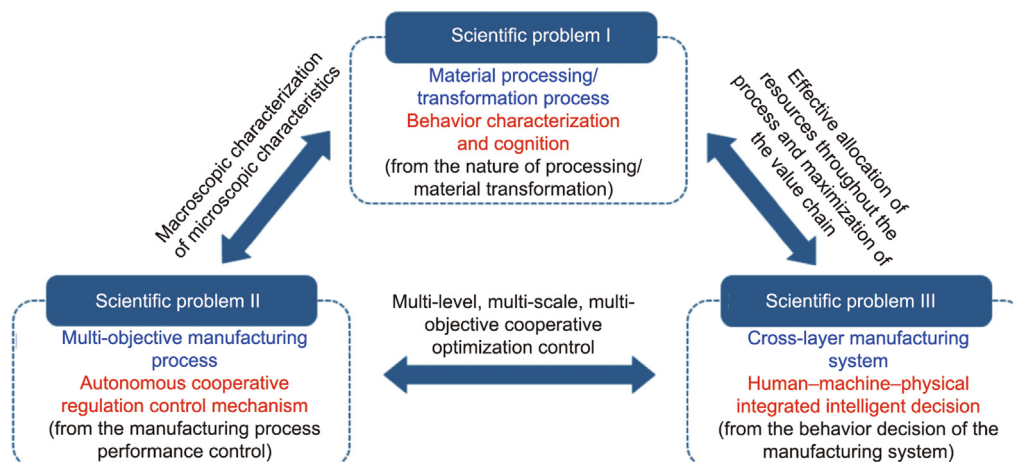 Scientific problem I
Material processing/
transformation process
Behavior characterization
and cognition
(from the nature of processing/
material transformation)
Macroscopic characterization
of microscopic characteristics
Effective allocation of
resources throughout the
process and maximization of
the value chain
Scientific problem II
Multi-objective manufacturing
process
Autonomous cooperative
regulation control mechanism
(from the manufacturing process
performance control)
Multi-level, multi-scale, multi-
objective cooperative
optimization control
Scientific problem III
Cross-layer manufacturing
system
Human–machine–physical
integrated intelligent decision
(from the behavior decision of the
manufacturing system)